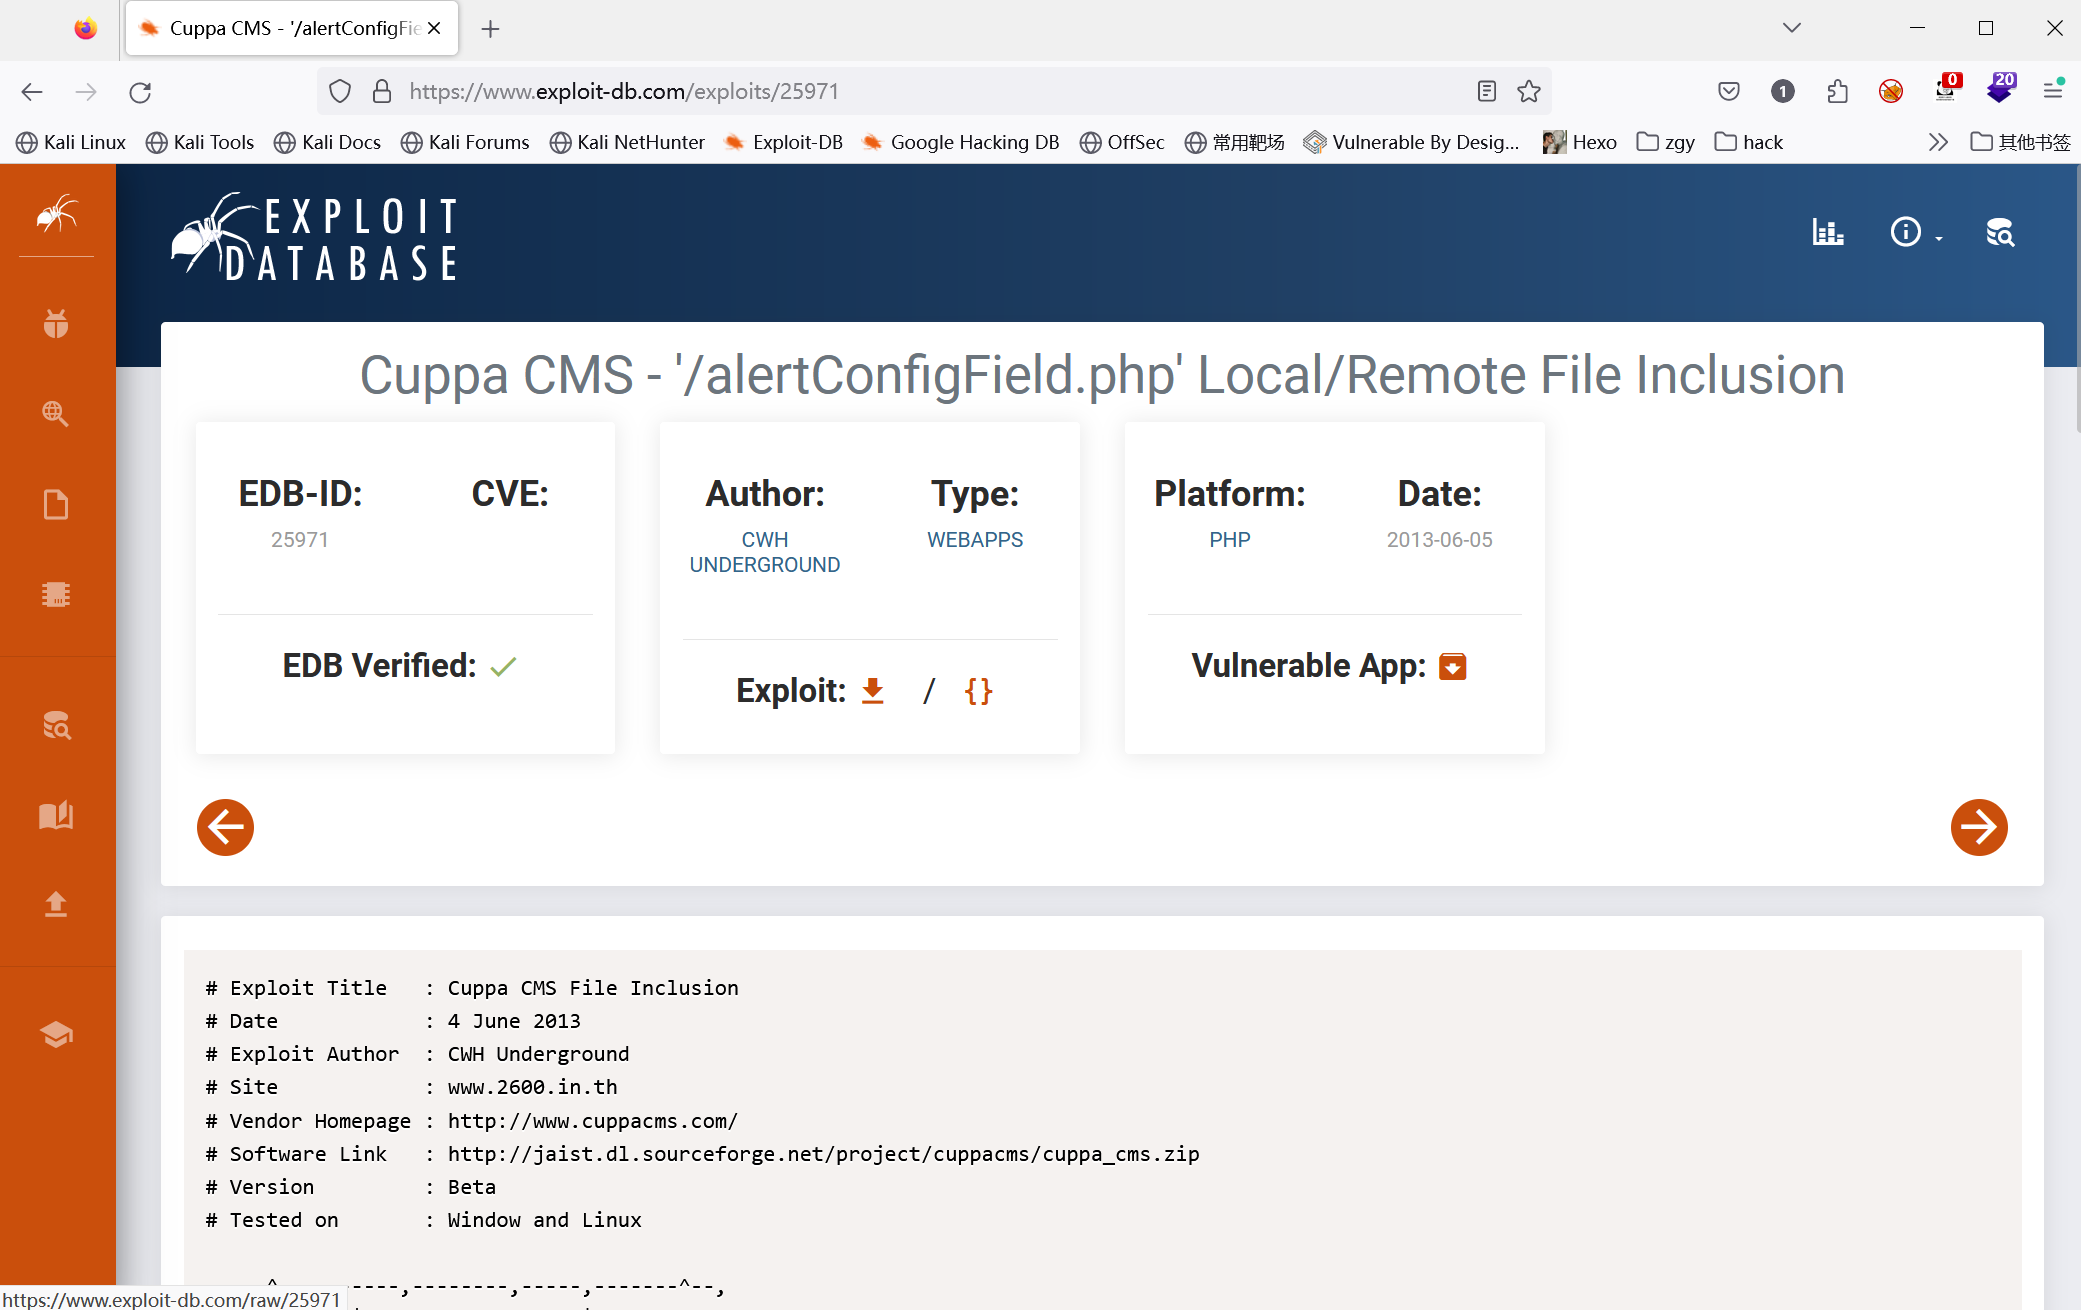 Cuppa CMS - '/alertConfigFie
https://www.exploit-db.com/exploits/25971
1
0
20
Kali Linux
Kali Tools
Kali Docs
Kali Forums
Kali NetHunter
Exploit-DB
Google Hacking DB
OffSec
常用靶场
Vulnerable By Desig...
Hexo
zgy
hack
其他书签
EXPLOIT
DATABASE
Cuppa CMS - '/alertConfigField.php' Local/Remote File Inclusion
EDB-ID:
25971
CVE:
EDB Verified:
Author:
CWH
UNDERGROUND
Type:
WEBAPPS
Exploit: / {}
Platform:
PHP
Date:
2013-06-05
Vulnerable App:
# Exploit Title   : Cuppa CMS File Inclusion
# Date            : 4 June 2013
# Exploit Author  : CWH Underground
# Site            : www.2600.in.th
# Vendor Homepage : http://www.cuppacms.com/
# Software Link   : http://jaist.dl.sourceforge.net/project/cuppacms/cuppa_cms.zip
# Version         : Beta
# Tested on       : Window and Linux
https://www.exploit-db.com/raw/25971